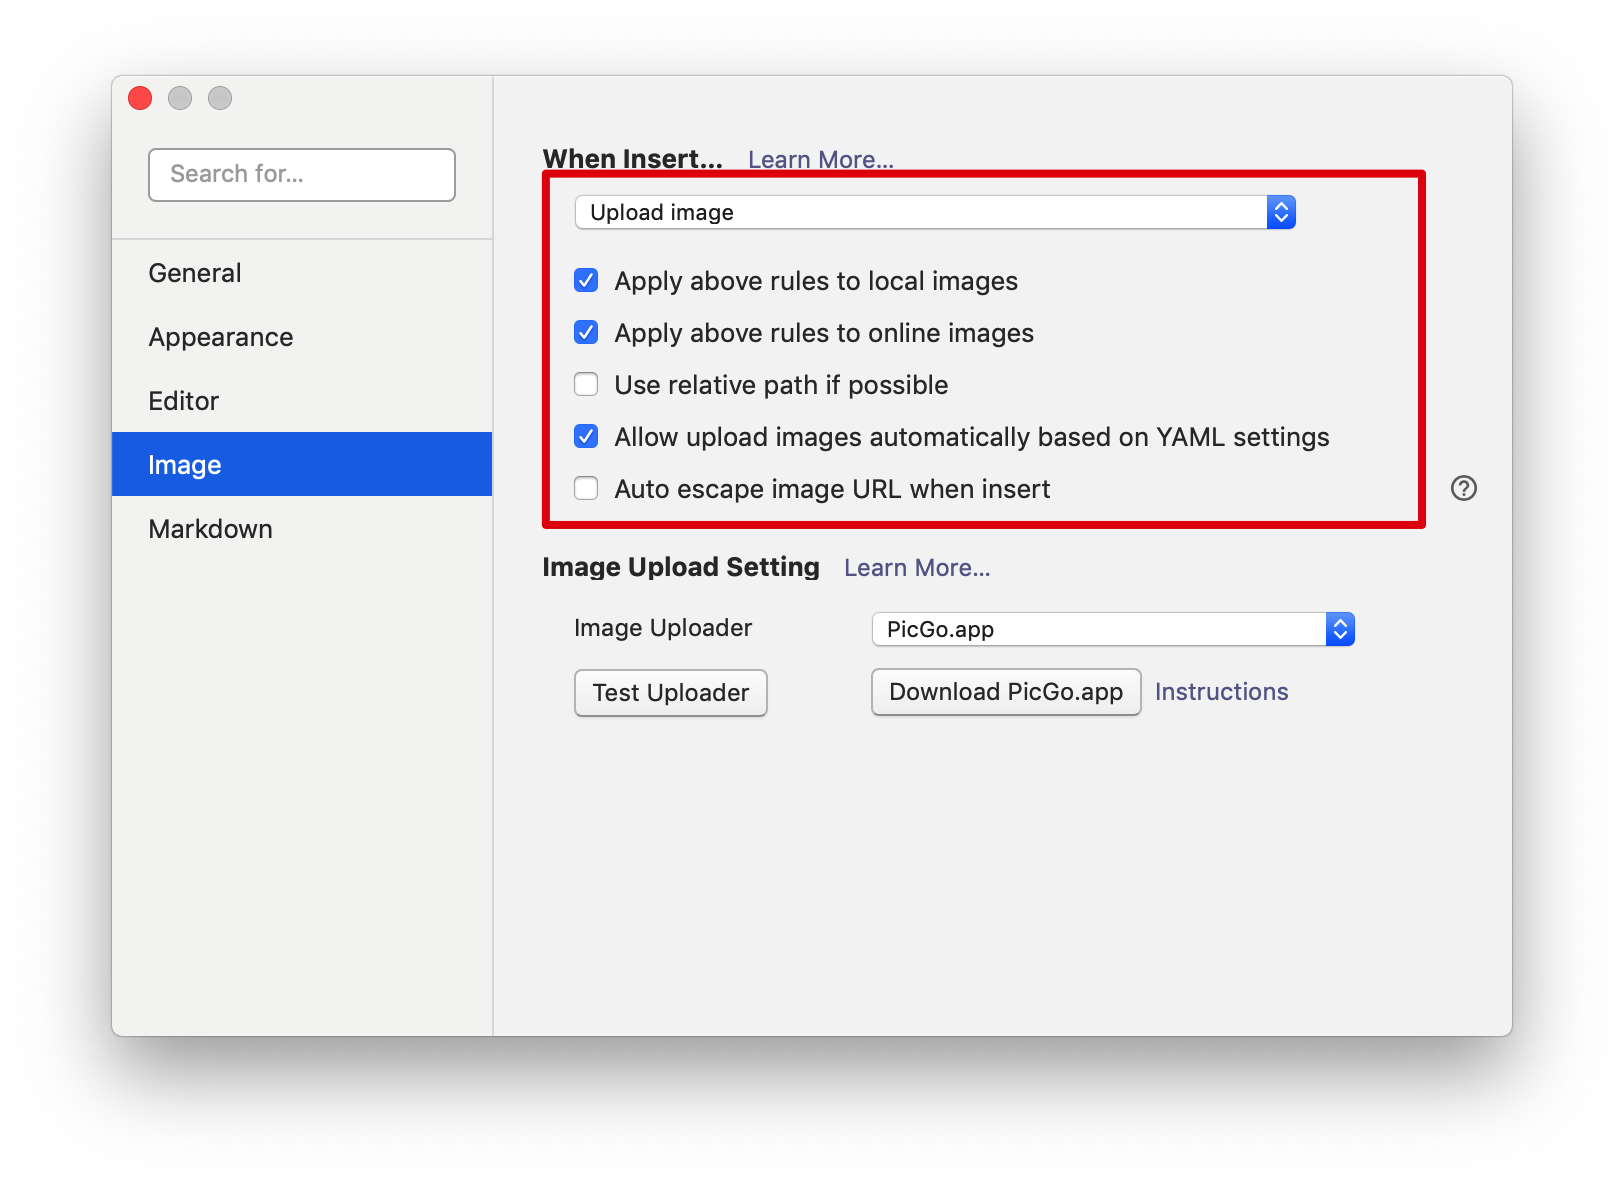 Search for...
General
Appearance
Editor
Image
Markdown
When Insert... Learn More...
Upload image
Apply above rules to local images
Apply above rules to online images
Use relative path if possible
Allow upload images automatically based on YAML settings
Auto escape image URL when insert
?
Image Upload Setting Learn More...
Image Uploader PicGo.app
Test Uploader Download PicGo.app Instructions